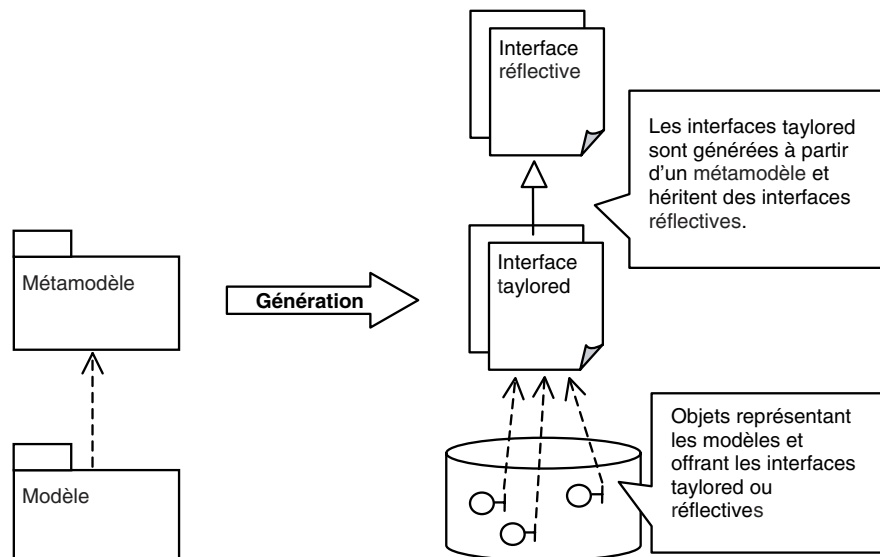 Interface
réflective
Les interfaces taylored
sont générées à partir
d'un métamodèle et
héritent des interfaces
réflectives.
Métamodèle
Génération
Interface
taylored
Modèle
Objets représentant
les modèles et
offrant les interfaces
taylored ou
réflectives